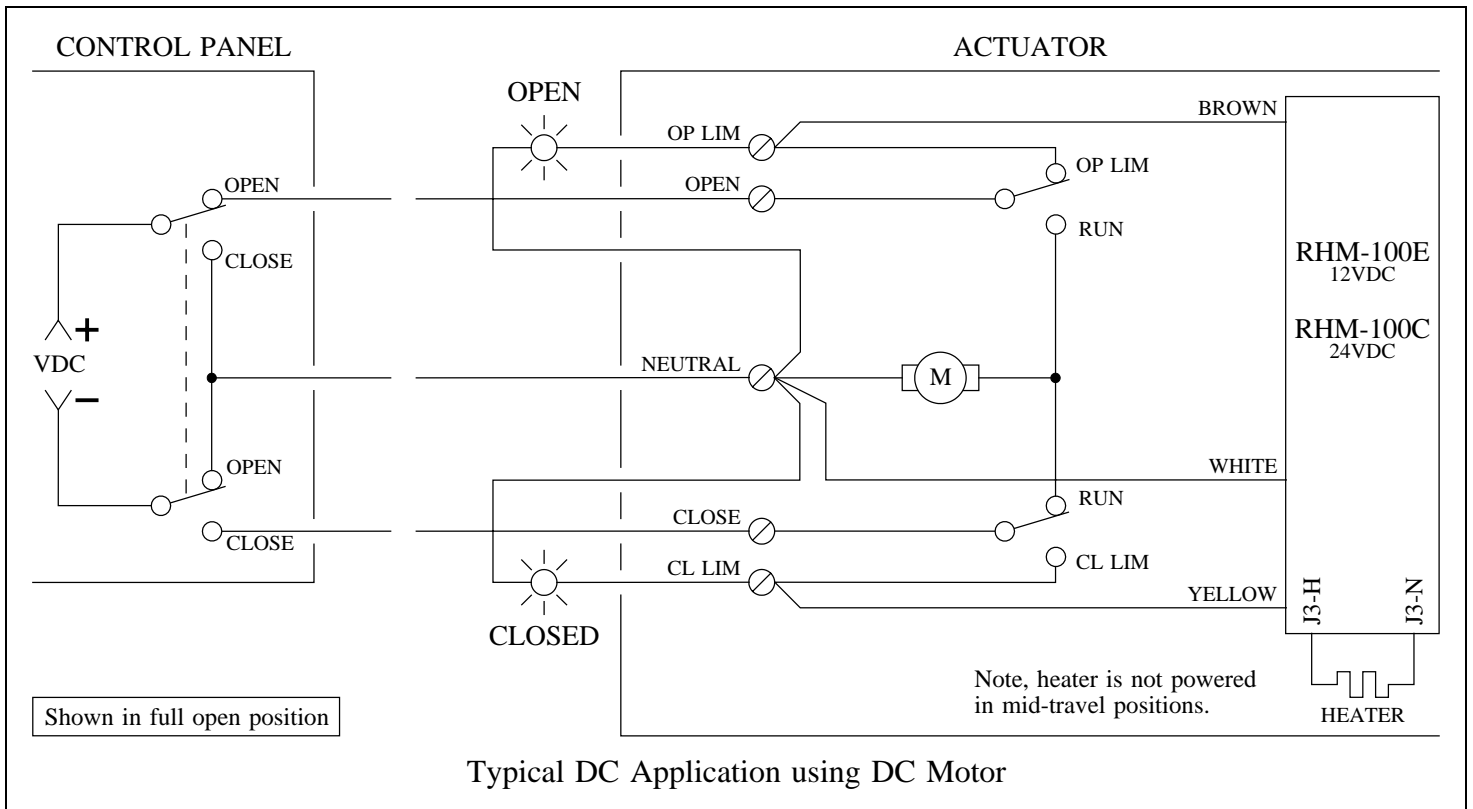 CONTROL PANEL
ACTUATOR
OPEN
BROWN
OP LIM
OP LIM
OPEN
OPEN
CLOSE
RUN
RHM-100E
12VDC
RHM-100C
24VDC
+
VDC
−
NEUTRAL
M
WHITE
OPEN
RUN
CLOSE
CLOSE
CL LIM
CL LIM
YELLOW
J3-H
J3-N
CLOSED
Note, heater is not powered
in mid-travel positions.
HEATER
Shown in full open position
Typical DC Application using DC Motor